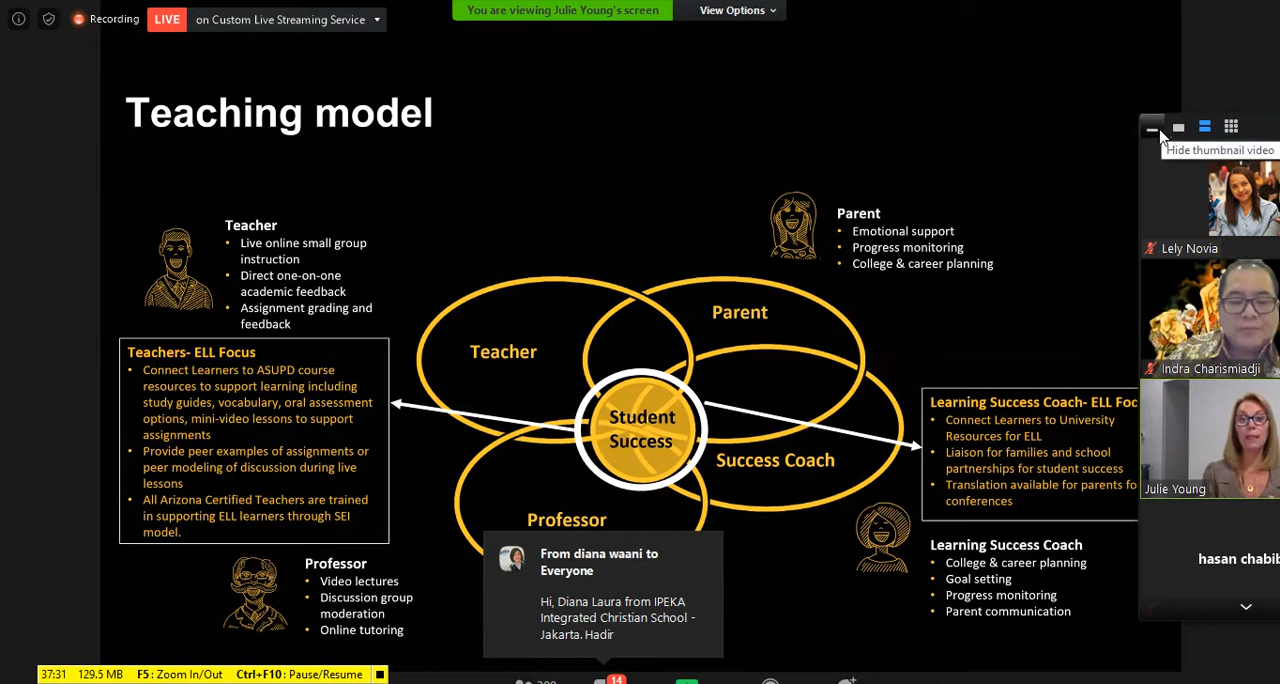 Recording
LIVE
on Custom Live Streaming Service
You are viewing Julie Young's screen
View Options
Teaching model
Hide thumbnail video
Lely Novia
Indra Charismiadji
Julie Young
hasan chabib
Teacher
• Live online small group
instruction
• Direct one-on-one
academic feedback
• Assignment grading and
feedback
Parent
• Emotional support
• Progress monitoring
• College & career planning
Teachers- ELL Focus
• Connect Learners to ASUPD course
resources to support learning including
study guides, vocabulary, oral assessment
options, mini-video lessons to support
assignments
• Provide peer examples of assignments or
peer modeling of discussion during live
lessons
• All Arizona Certified Teachers are trained
in supporting ELL learners through SEI
model.
Teacher
Parent
Student
Success
Success Coach
Professor
Learning Success Coach- ELL Foc
• Connect Learners to University
Resources for ELL
• Liaison for families and school
partnerships for student success
• Translation available for parents fo
conferences
Professor
• Video lectures
• Discussion group
moderation
• Online tutoring
Learning Success Coach
• College & career planning
• Goal setting
• Progress monitoring
• Parent communication
From diana waani to
Everyone
Hi, Diana Laura from IPEKA
Integrated Christian School -
Jakarta. Hadir
14
37:31 129.5 MB F5: Zoom In/Out Ctrl+F10: Pause/Resume